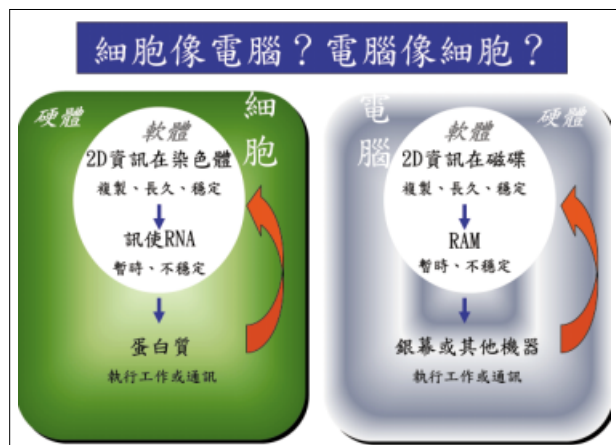 細胞像電腦？電腦像細胞？
硬體
細胞
軟體
2D資訊在染色體
複製、長久、穩定
訊使RNA
暫時、不穩定
蛋白質
執行工作或通訊
電腦
硬體
軟體
2D資訊在磁碟
複製、長久、穩定
RAM
暫時、不穩定
銀幕或其他機器
執行工作或通訊